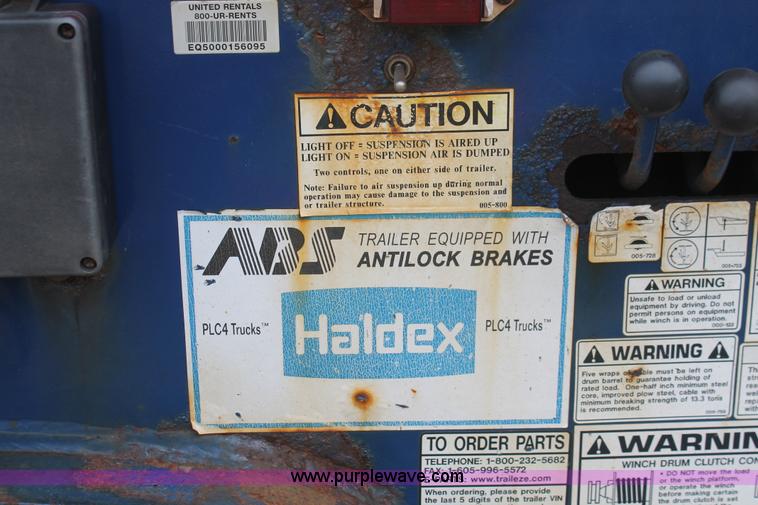 UNITED RENTALS
800-UR-RENTS
EQ5000156095
CAUTION
LIGHT OFF = SUSPENSION IS AIRED UP
LIGHT ON = SUSPENSION AIR IS DUMPED
Two controls, one on either side of trailer.
Note: Failure to air suspension up during normal
operation may cause damage to the suspension and
or trailer structure.
005-800
ABS TRAILER EQUIPPED WITH
ANTILOCK BRAKES
PLC4 Trucks™
Haldex
PLC4 Trucks™
005-728
005-723
WARNING
Unsafe to load or unload
equipment by driving. Do not
permit persons on equipment
while winch is in operation.
WARNING
Five wraps of cable must be left on
drum barrel to guarantee holding of
rated load. One-half inch minimum steel
core, improved plow steel, cable with
minimum breaking strength of 13.3 tons
is recommended.
TO ORDER PARTS
TELEPHONE: 1-800-232-5682
FAX: 1-605-996-5572
www.traileze.com
When ordering, please provide
the last 5 digits of the trailer VIN
WARNIN
WINCH DRUM CLUTCH CON
• DO NOT move the load
or the winch platform,
or operate the winch
before making certain
the drum clutch is set
www.purplewave.com